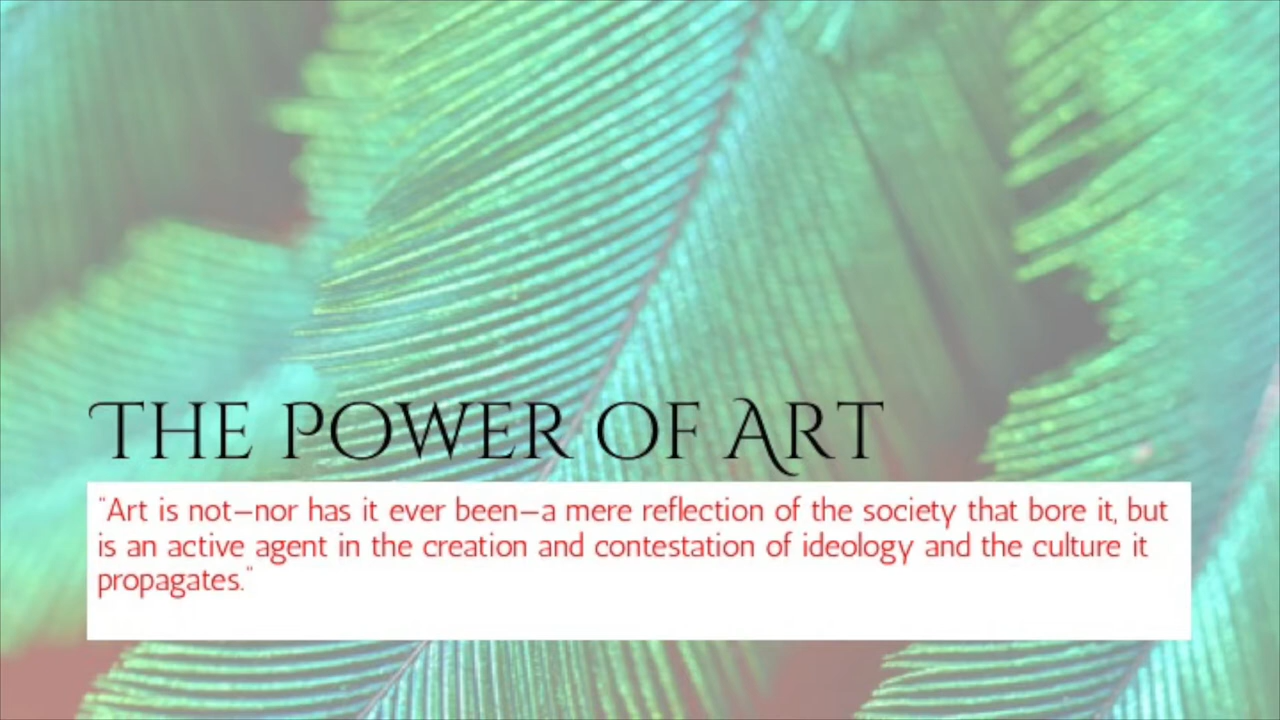 The Power of Art
"Art is not—nor has it ever been—a mere reflection of the society that bore it, but
is an active agent in the creation and contestation of ideology and the culture it
propagates."